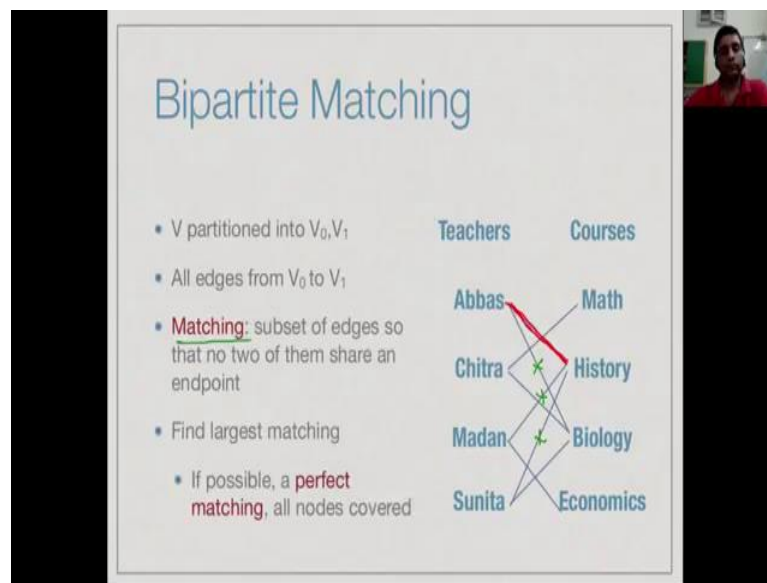 Bipartite Matching
• V partitioned into V₀,V₁
• All edges from V₀ to V₁
• Matching: subset of edges so
that no two of them share an
endpoint
• Find largest matching
• If possible, a perfect
matching, all nodes covered
Teachers Courses
Abbas Math
Chitra History
Madan Biology
Sunita Economics